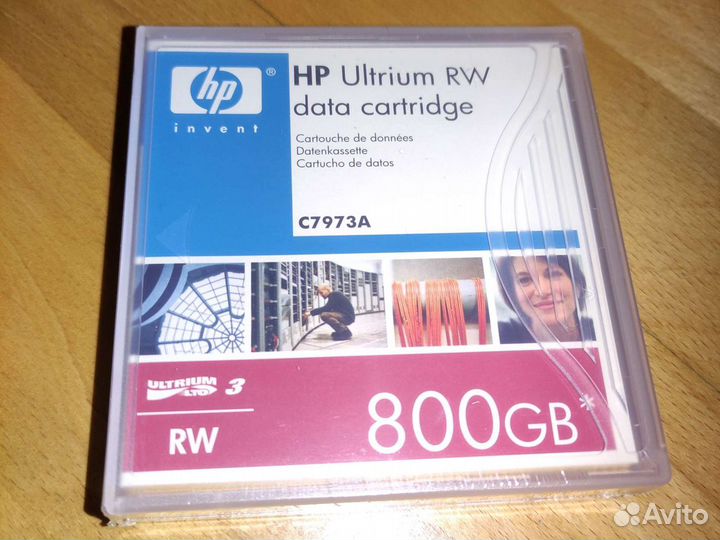 hp ®
invent
HP Ultrium RW
data cartridge
Cartouche de données
Datenkassette
Cartucho de datos
C7973A
ULTRIUM LTO 3
RW
800GB*
Avito